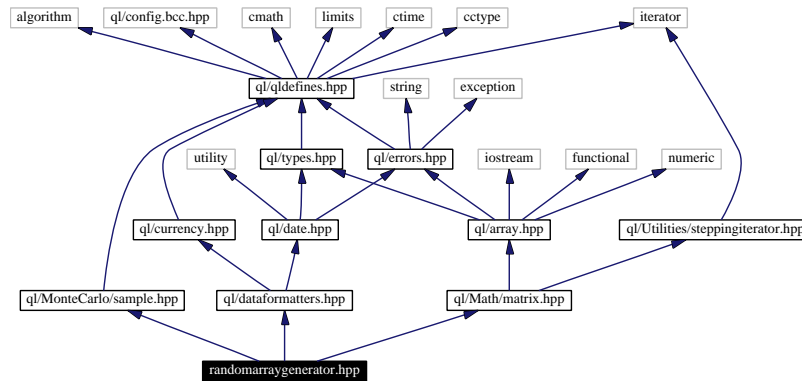 algorithm
ql/config.bcc.hpp
cmath
limits
ctime
cctype
iterator
ql/qldefines.hpp
string
exception
utility
ql/types.hpp
ql/errors.hpp
iostream
functional
numeric
ql/currency.hpp
ql/date.hpp
ql/array.hpp
ql/Utilities/steppingiterator.hpp
ql/MonteCarlo/sample.hpp
ql/dataformatters.hpp
ql/Math/matrix.hpp
randomarraygenerator.hpp